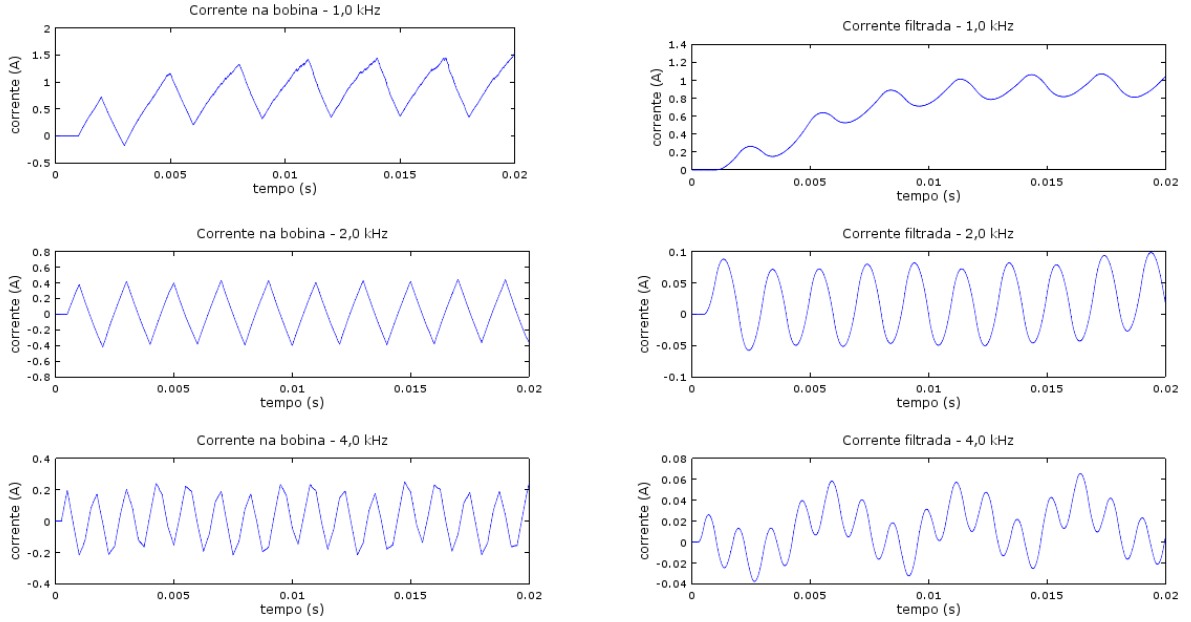 Corrente na bobina - 1,0 kHz
2
1.5
1
0.5
0
-0.5
corrente (A)
0 0.005 0.01 0.015 0.02
tempo (s)
Corrente filtrada - 1,0 kHz
1.4
1.2
1
0.8
0.6
0.4
0.2
0
corrente (A)
0 0.005 0.01 0.015 0.02
tempo (s)
Corrente na bobina - 2,0 kHz
0.8
0.6
0.4
0.2
0
-0.2
-0.4
-0.6
-0.8
corrente (A)
0 0.005 0.01 0.015 0.02
tempo (s)
Corrente filtrada - 2,0 kHz
0.1
0.05
0
-0.05
-0.1
corrente (A)
0 0.005 0.01 0.015 0.02
tempo (s)
Corrente na bobina - 4,0 kHz
0.4
0.2
0
-0.2
-0.4
corrente (A)
0 0.005 0.01 0.015 0.02
tempo (s)
Corrente filtrada - 4,0 kHz
0.08
0.06
0.04
0.02
0
-0.02
-0.04
corrente (A)
0 0.005 0.01 0.015 0.02
tempo (s)